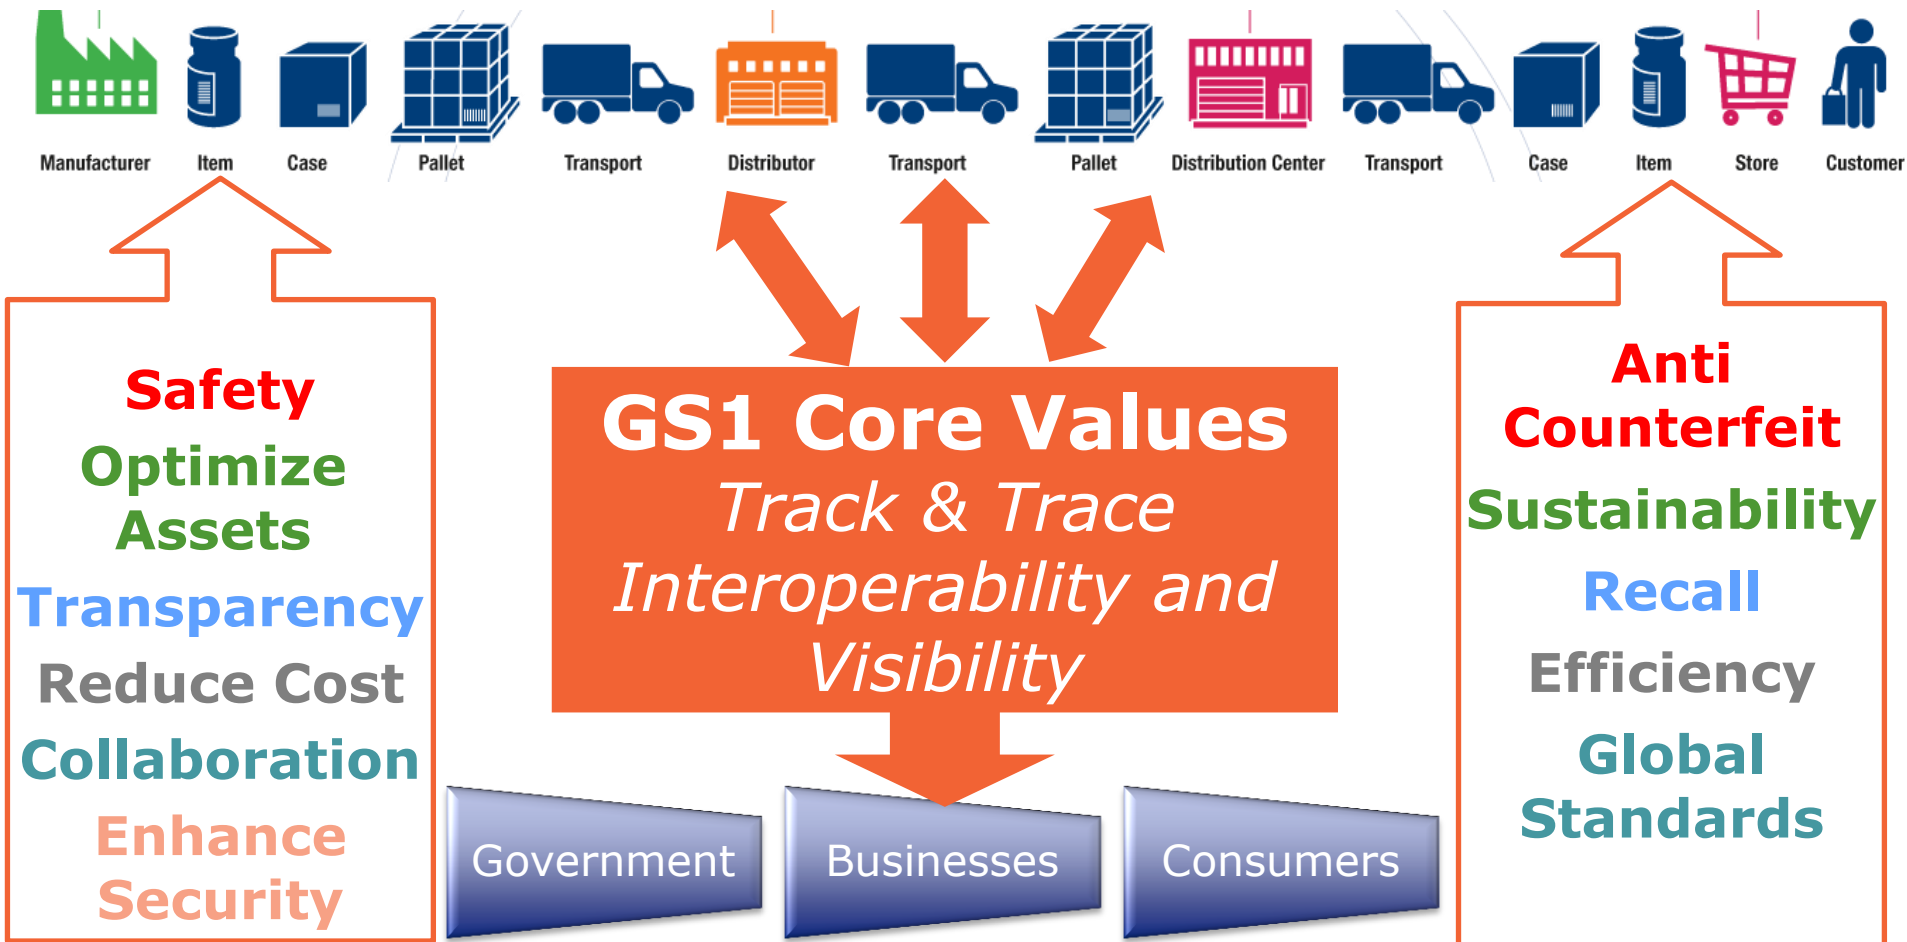 Manufacturer Item Case Pallet Transport Distributor Transport Pallet Distribution Center Transport Case Item Store Customer
Safety
Optimize
Assets
Transparency
Reduce Cost
Collaboration
Enhance
Security
GS1 Core Values
Track & Trace
Interoperability and
Visibility
Government Businesses Consumers
Anti
Counterfeit
Sustainability
Recall
Efficiency
Global
Standards